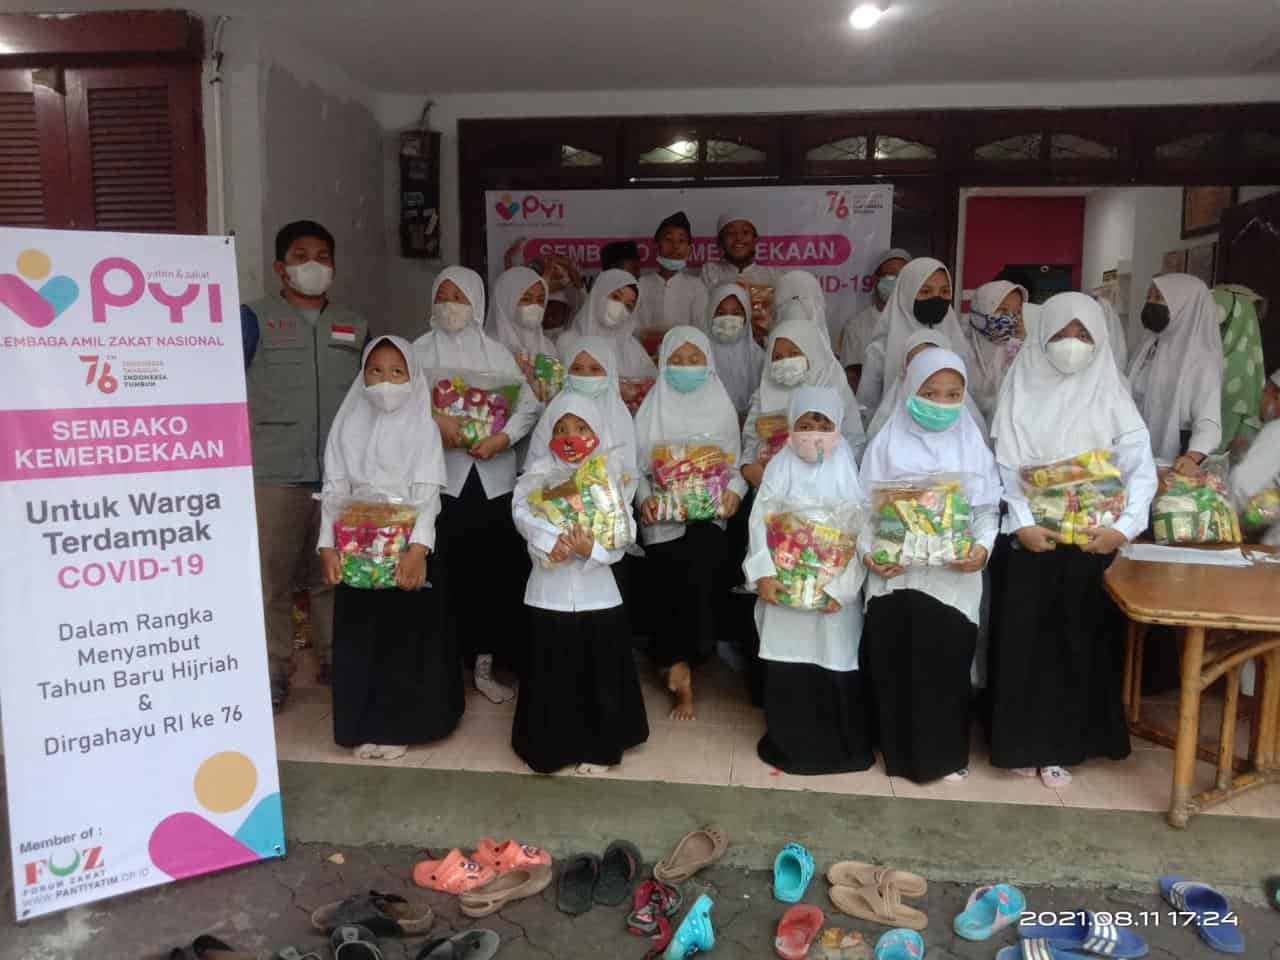 yatim & zakat
PYI
LEMBAGA AMIL ZAKAT NASIONAL
76TH
INDONESIA
TANGGUH
INDONESIA
TUMBUH
SEMBAKO
KEMERDEKAAN
Untuk Warga
Terdampak
COVID-19
Dalam Rangka
Menyambut
Tahun Baru Hijriah
&
Dirgahayu RI ke 76
Member of :
FOZ
FORUM ZAKAT
WWW.PANTIYATIM.OR.ID
PYI
76
SEMBAKO KEMERDEKAAN
COVID-19
2021.08.11 17:24